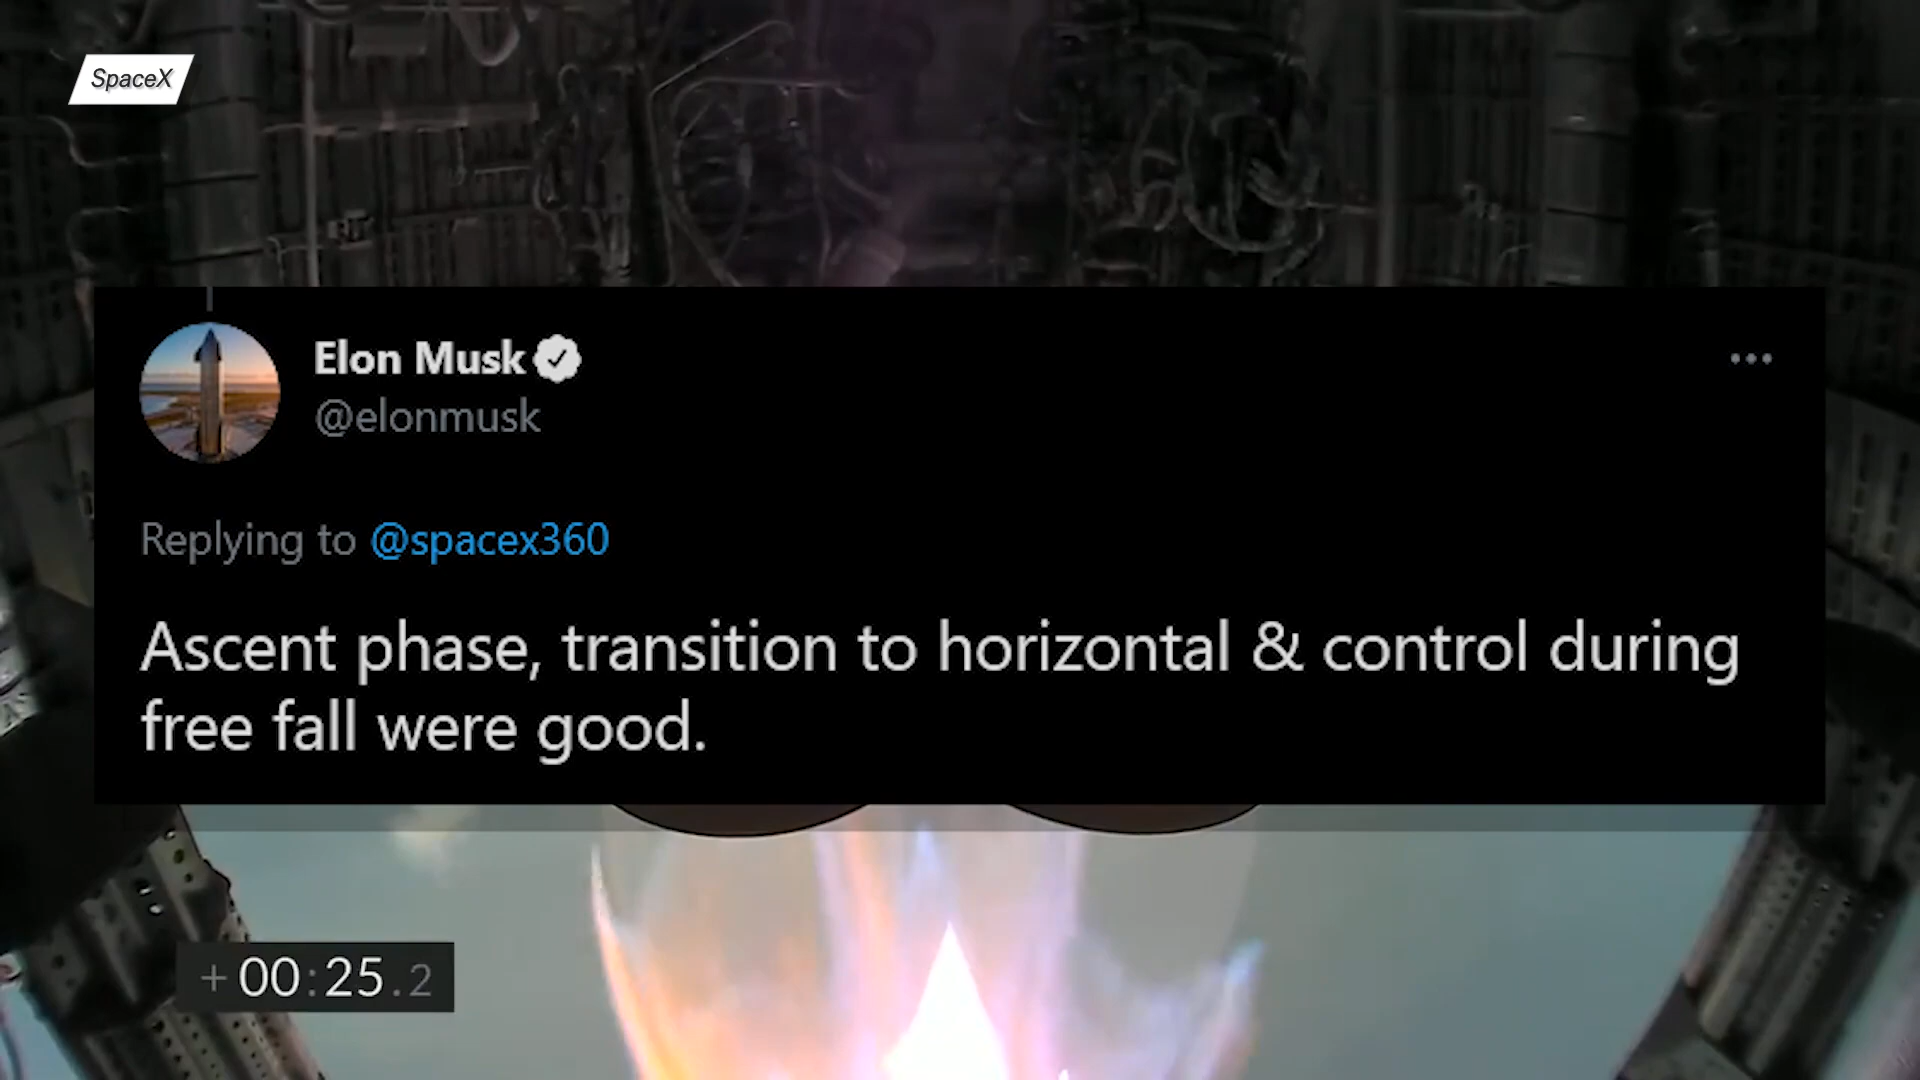 SpaceX
Elon Musk
@elonmusk
Replying to @spacex360
Ascent phase, transition to horizontal & control during
free fall were good.
+00:25.2